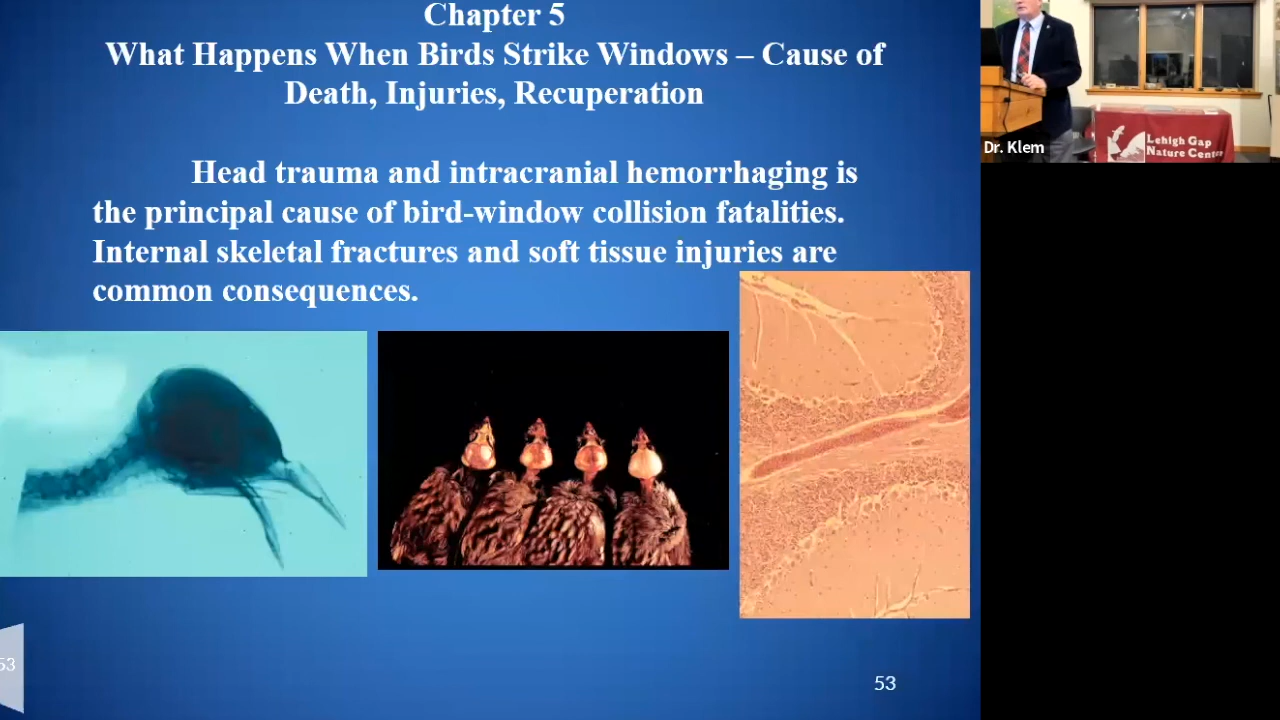 Chapter 5
What Happens When Birds Strike Windows – Cause of
Death, Injuries, Recuperation
Head trauma and intracranial hemorrhaging is
the principal cause of bird-window collision fatalities.
Internal skeletal fractures and soft tissue injuries are
common consequences.
53
53
Dr. Klem
Lehigh Gap
Nature Center